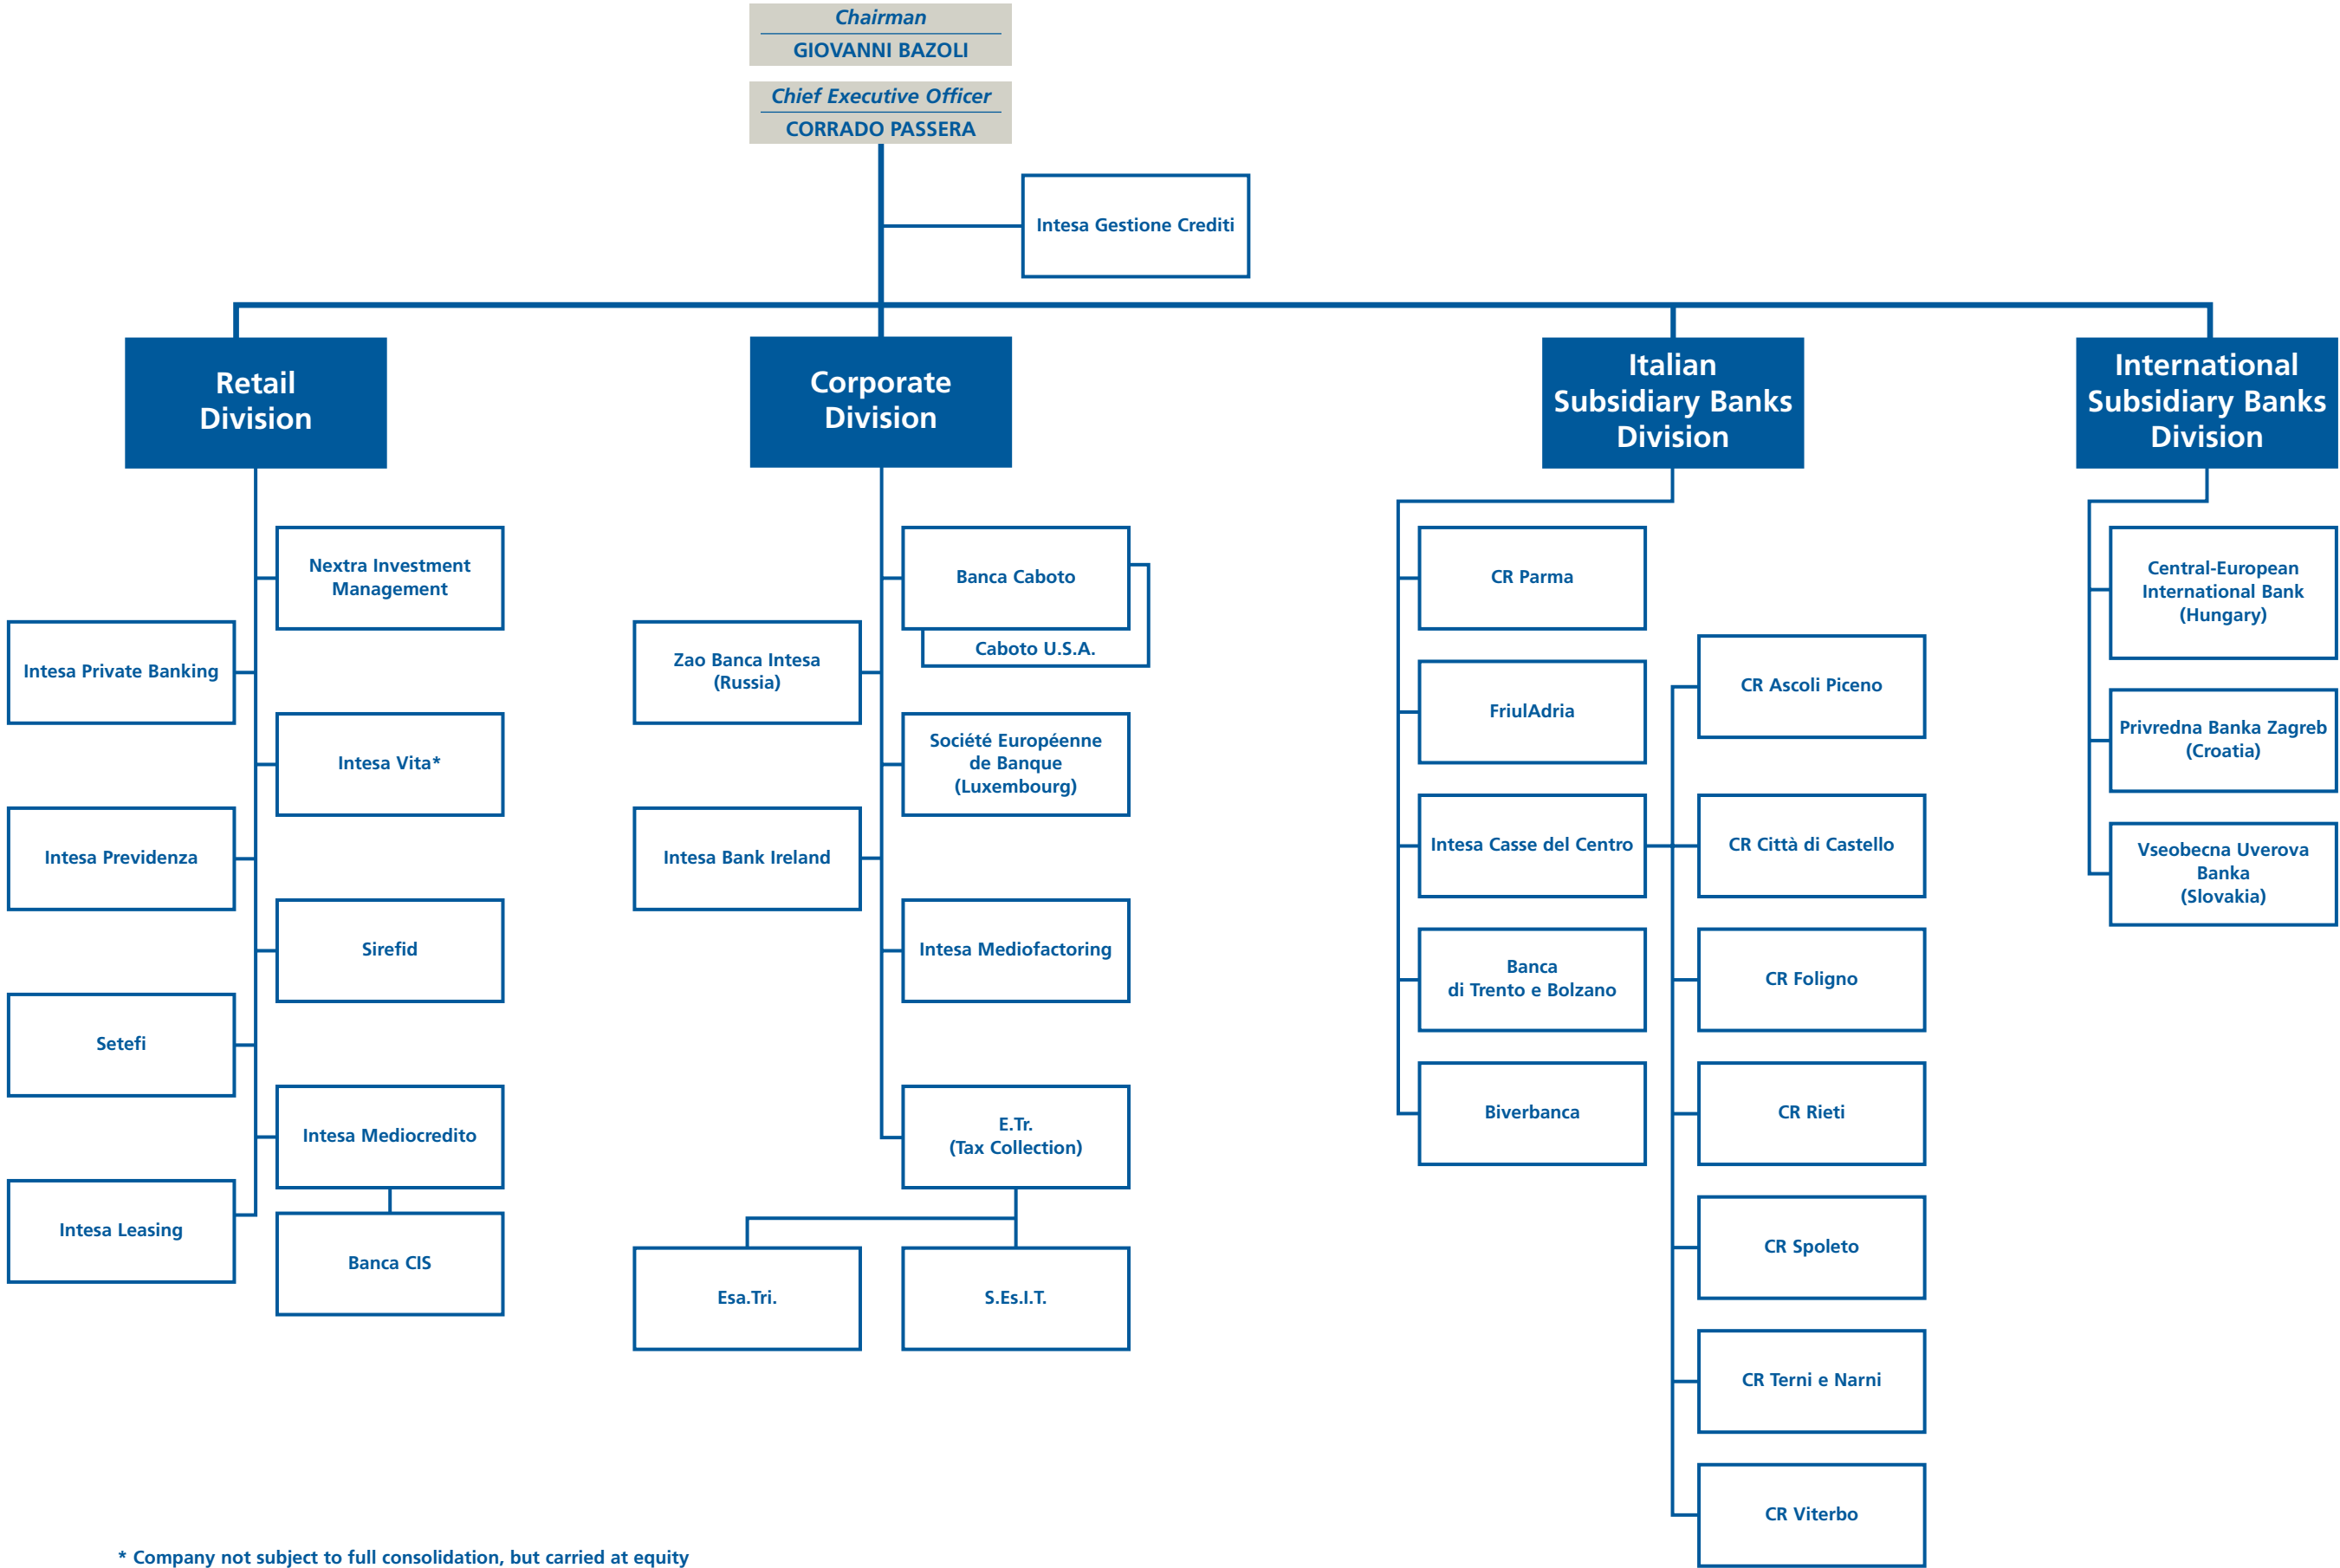 Chairman
GIOVANNI BAZOLI
Chief Executive Officer
CORRADO PASSERA
Intesa Gestione Crediti
Retail
Division
Nextra Investment
Management
Intesa Private Banking
Intesa Vita*
Intesa Previdenza
Sirefid
Setefi
Intesa Mediocredito
Intesa Leasing
Banca CIS
Corporate
Division
Banca Caboto
Caboto U.S.A.
Zao Banca Intesa
(Russia)
Société Européenne
de Banque
(Luxembourg)
Intesa Bank Ireland
Intesa Mediofactoring
E.Tr.
(Tax Collection)
Esa.Tri.
S.Es.I.T.
Italian
Subsidiary Banks
Division
CR Parma
FriulAdria
Intesa Casse del Centro
Banca
di Trento e Bolzano
Biverbanca
CR Ascoli Piceno
CR Città di Castello
CR Foligno
CR Rieti
CR Spoleto
CR Terni e Narni
CR Viterbo
International
Subsidiary Banks
Division
Central-European
International Bank
(Hungary)
Privredna Banka Zagreb
(Croatia)
Vseobecna Uverova
Banka
(Slovakia)
* Company not subject to full consolidation, but carried at equity